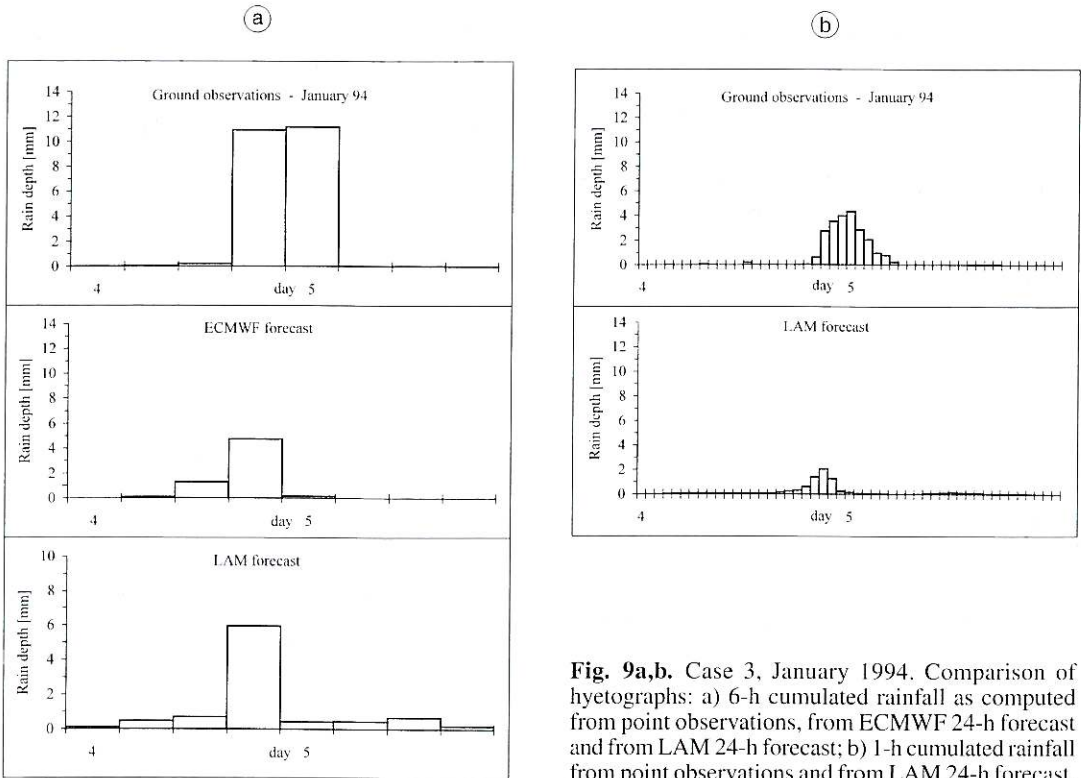 a
Ground observations - January 94
14
12
10
8
6
4
2
0
Rain depth [mm]
4 day 5
ECMWF forecast
14
12
10
8
6
4
2
0
Rain depth [mm]
4 day 5
LAM forecast
10
8
6
4
2
0
Rain depth [mm]
4 day 5
b
Ground observations - January 94
14
12
10
8
6
4
2
0
Rain depth [mm]
4 day 5
LAM forecast
14
12
10
8
6
4
2
0
Rain depth [mm]
4 day 5
Fig. 9a,b. Case 3, January 1994. Comparison of
hyetographs: a) 6-h cumulated rainfall as computed
from point observations, from ECMWF 24-h forecast
and from LAM 24-h forecast; b) 1-h cumulated rainfall
from point observations and from LAM 24-h forecast